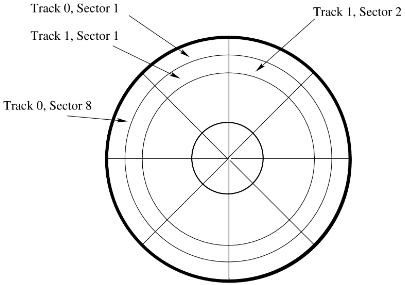 Track 0, Sector 1
Track 1, Sector 2
Track 1, Sector 1
Track 0, Sector 8